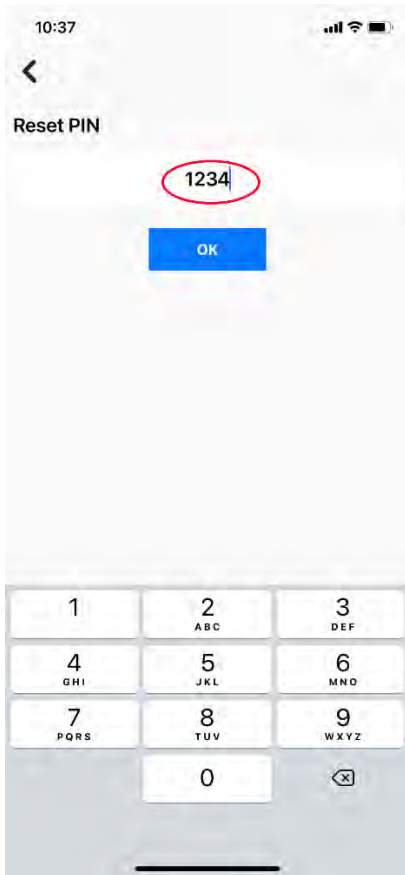 10:37
Reset PIN
1234
OK
1 2 3
ABC DEF
4 5 6
GHI JKL MNO
7 8 9
PQRS TUV WXYZ
0